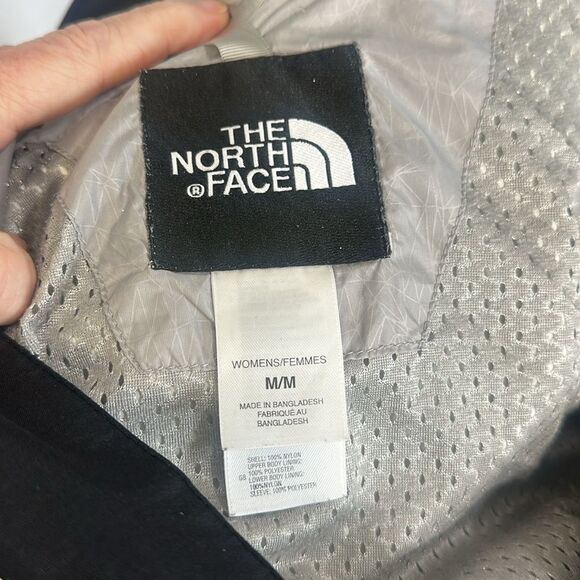 THE
NORTH
® FACE
WOMENS/FEMMES
M/M
MADE IN BANGLADESH
FABRIQUÉ AU
BANGLADESH
SHELL: 100% NYLON
UPPER BODY LINING:
GB 100% POLYESTER
LOWER BODY LINING:
100%NYLON
SLEEVE: 100% POLYESTER